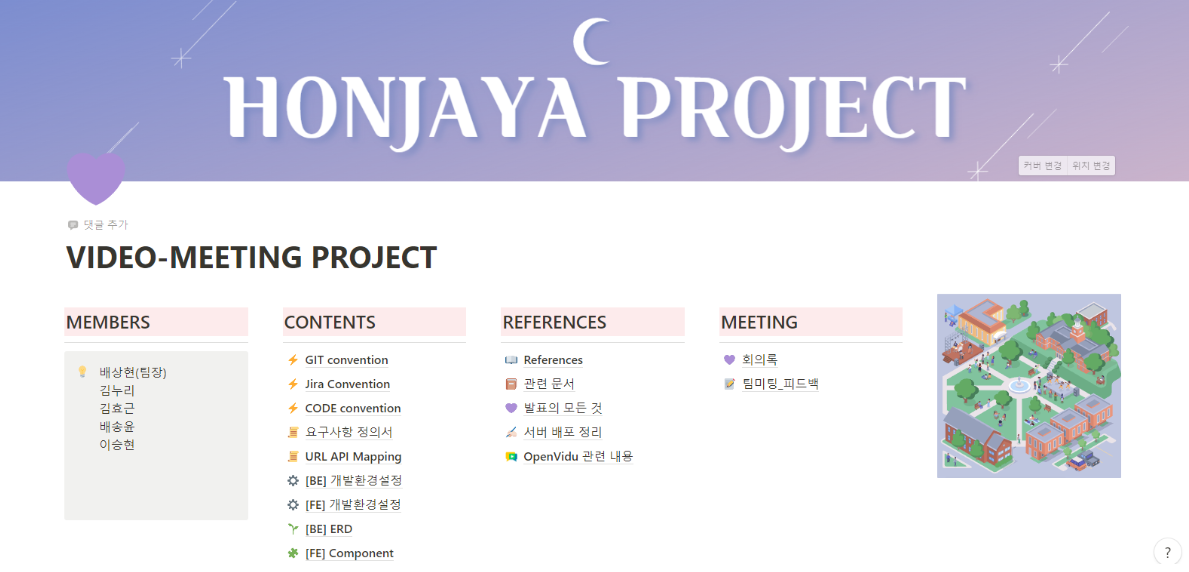 HONJAYA PROJECT
커버 변경 위치 변경
댓글 추가
VIDEO-MEETING PROJECT
MEMBERS
배상현(팀장)
김누리
김효근
배송윤
이승현
CONTENTS
GIT convention
Jira Convention
CODE convention
요구사항 정의서
URL API Mapping
[BE] 개발환경설정
[FE] 개발환경설정
[BE] ERD
[FE] Component
REFERENCES
References
관련 문서
발표의 모든 것
서버 배포 정리
OpenVidu 관련 내용
MEETING
회의록
팀미팅_피드백
?